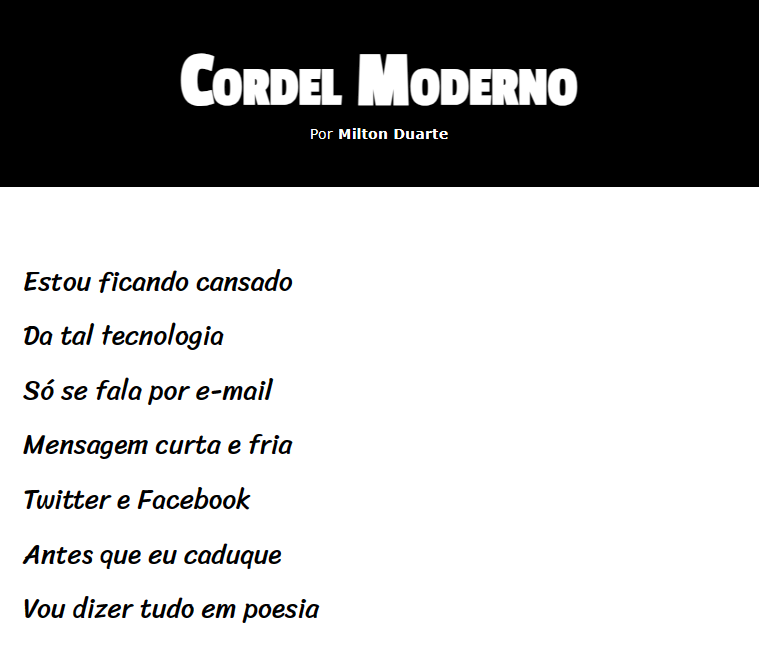 Cordel Moderno
Por Milton Duarte
Estou ficando cansado
Da tal tecnologia
Só se fala por e-mail
Mensagem curta e fria
Twitter e Facebook
Antes que eu caduque
Vou dizer tudo em poesia